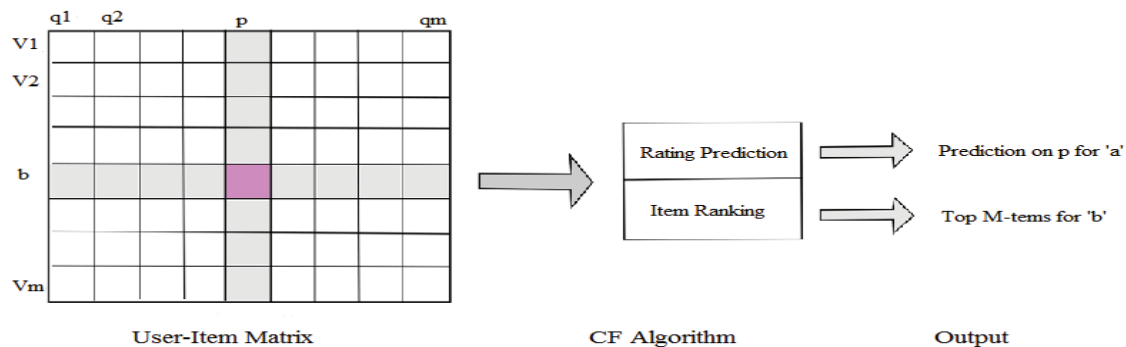 q1 q2 p qm
V1
V2
b
Vm
Rating Prediction
Item Ranking
Prediction on p for 'a'
Top M-tems for 'b'
User-Item Matrix
CF Algorithm
Output